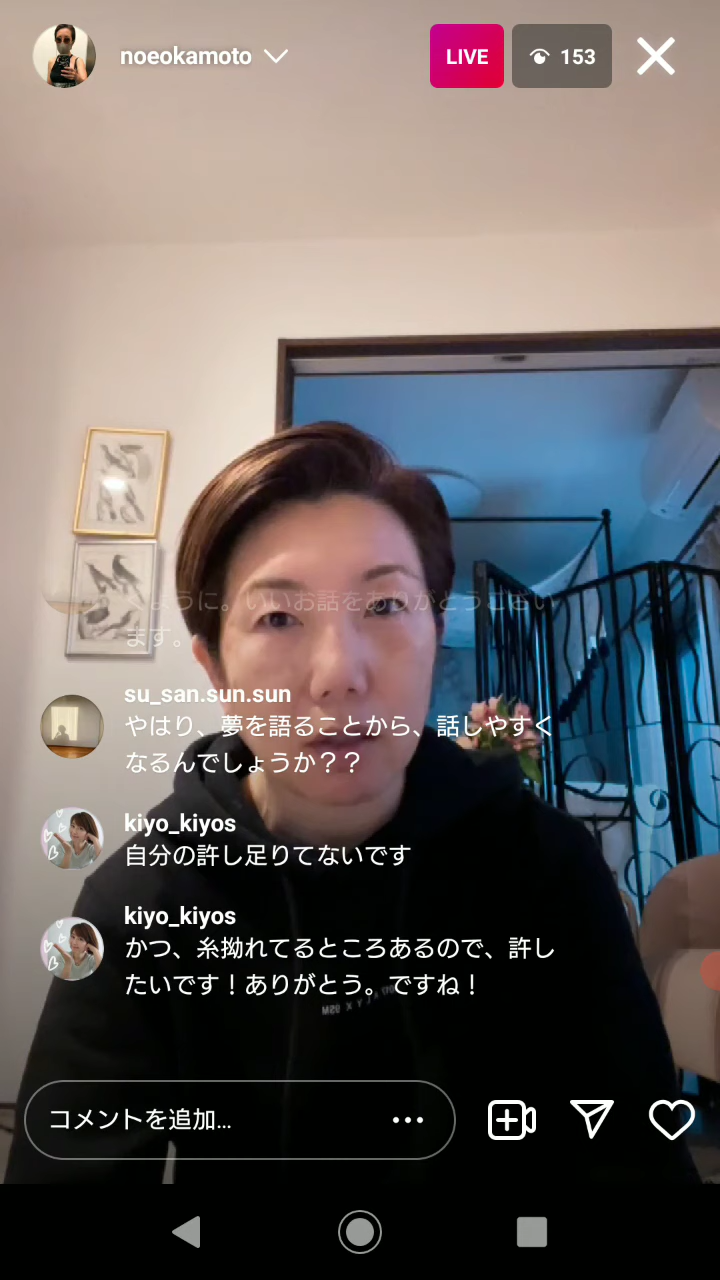 noeokamoto
LIVE
153
くように。いいお話をありがとうござい
ます。
su_san.sun.sun
やはり、夢を語ることから、話しやすく
なるんでしょうか？？
kiyo_kiyos
自分の許し足りてないです
kiyo_kiyos
かつ、糸拗れてるところあるので、許し
たいです！ありがとう。ですね！
コメントを追加...